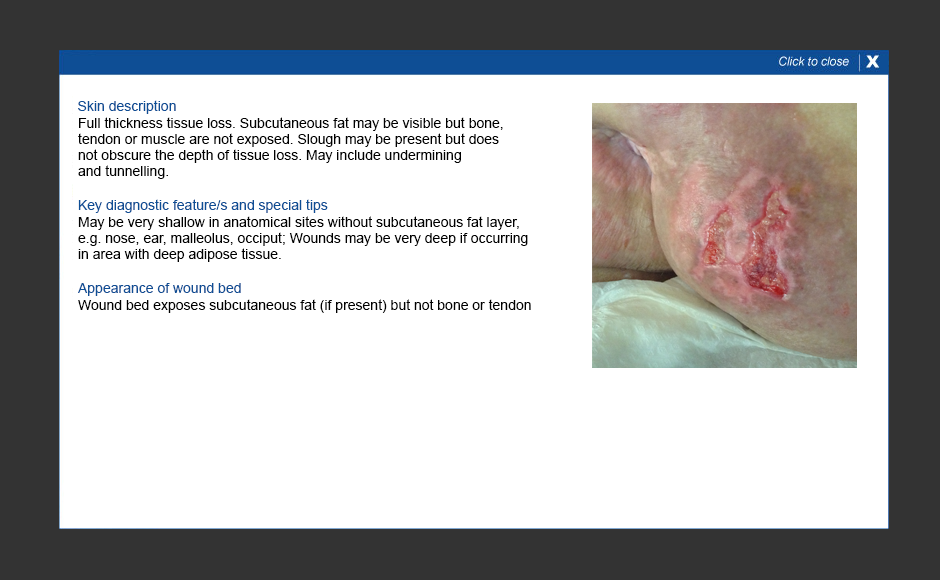 Click to close X
Skin description
Full thickness tissue loss. Subcutaneous fat may be visible but bone,
tendon or muscle are not exposed. Slough may be present but does
not obscure the depth of tissue loss. May include undermining
and tunnelling.
Key diagnostic feature/s and special tips
May be very shallow in anatomical sites without subcutaneous fat layer,
e.g. nose, ear, malleolus, occiput; Wounds may be very deep if occurring
in area with deep adipose tissue.
Appearance of wound bed
Wound bed exposes subcutaneous fat (if present) but not bone or tendon